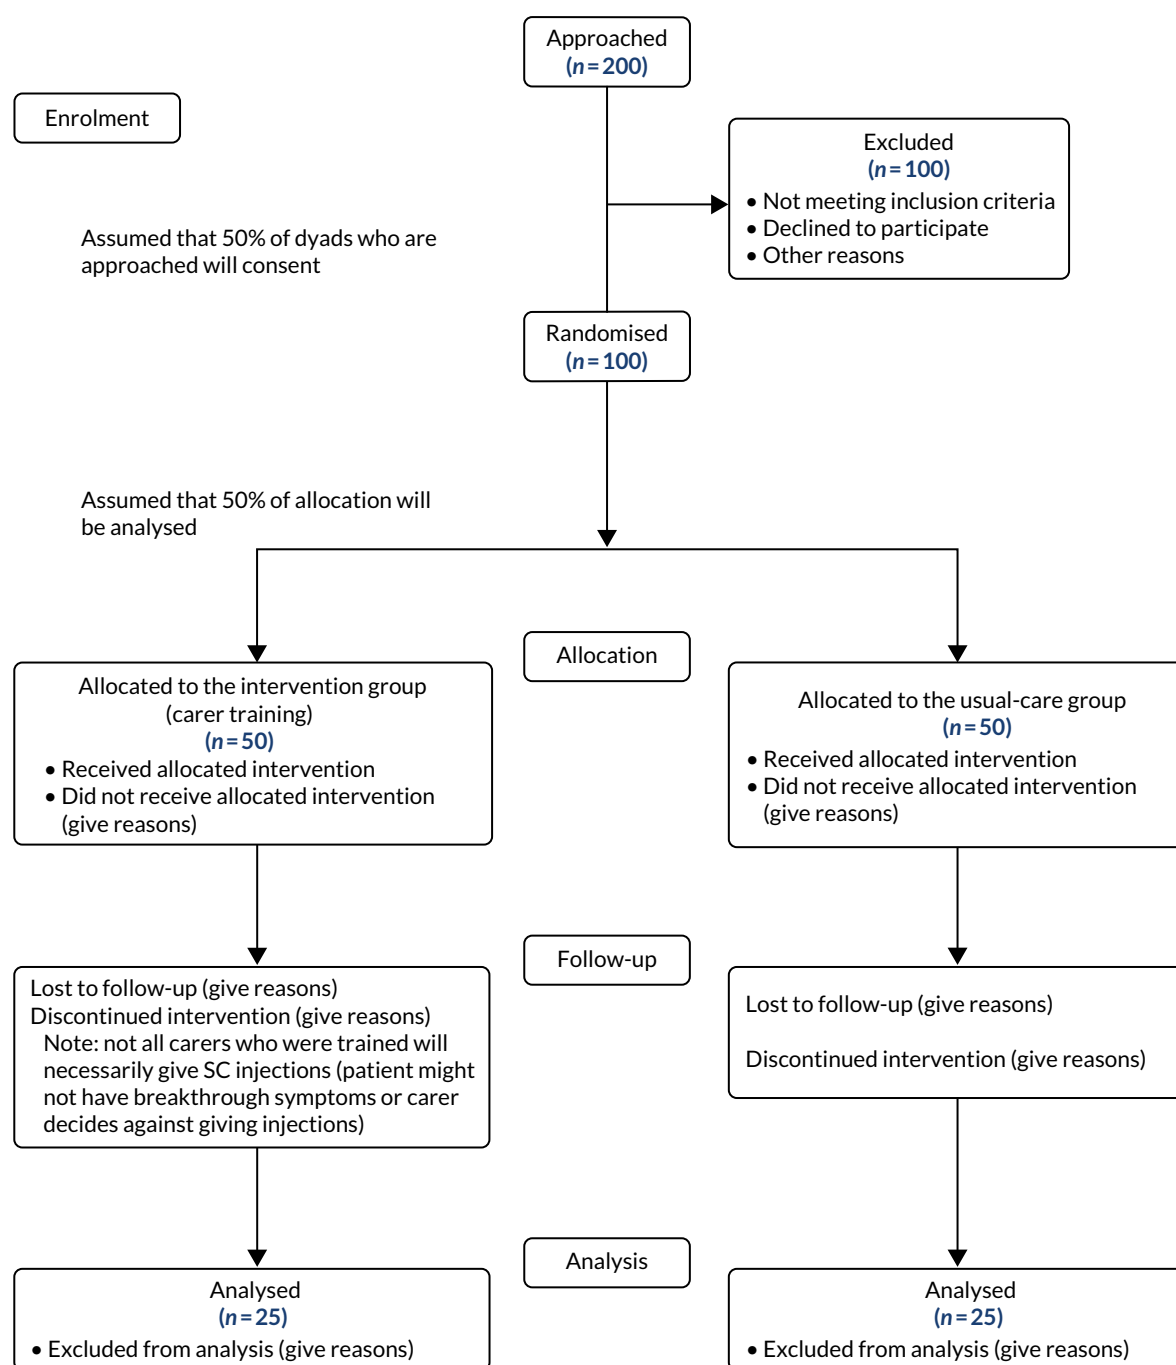 Approached
(n=200)
Enrolment
Excluded
(n=100)
• Not meeting inclusion criteria
• Declined to participate
• Other reasons
Assumed that 50% of dyads who are
approached will consent
Randomised
(n=100)
Assumed that 50% of allocation will
be analysed
Allocation
Allocated to the intervention group
(carer training)
(n=50)
• Received allocated intervention
• Did not receive allocated intervention
(give reasons)
Allocated to the usual-care group
(n=50)
• Received allocated intervention
• Did not receive allocated intervention
(give reasons)
Follow-up
Lost to follow-up (give reasons)
Discontinued intervention (give reasons)
Note: not all carers who were trained will
necessarily give SC injections (patient might
not have breakthrough symptoms or carer
decides against giving injections)
Lost to follow-up (give reasons)
Discontinued intervention (give reasons)
Analysis
Analysed
(n=25)
• Excluded from analysis (give reasons)
Analysed
(n=25)
• Excluded from analysis (give reasons)